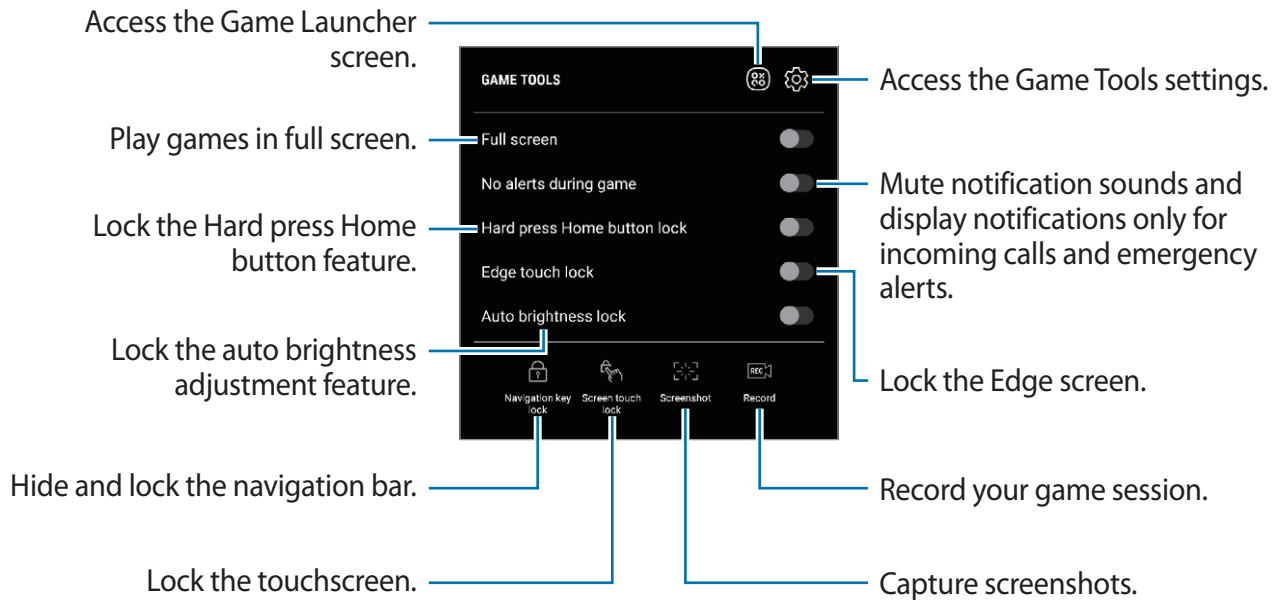 Access the Game Launcher
screen.
GAME TOOLS
Access the Game Tools settings.
Play games in full screen.
Full screen
No alerts during game
Mute notification sounds and
display notifications only for
incoming calls and emergency
alerts.
Lock the Hard press Home
button feature.
Hard press Home button lock
Edge touch lock
Auto brightness lock
Lock the auto brightness
adjustment feature.
Lock the Edge screen.
Navigation key
lock
Screen touch
lock
Screenshot
REC
Record
Hide and lock the navigation bar.
Record your game session.
Lock the touchscreen.
Capture screenshots.